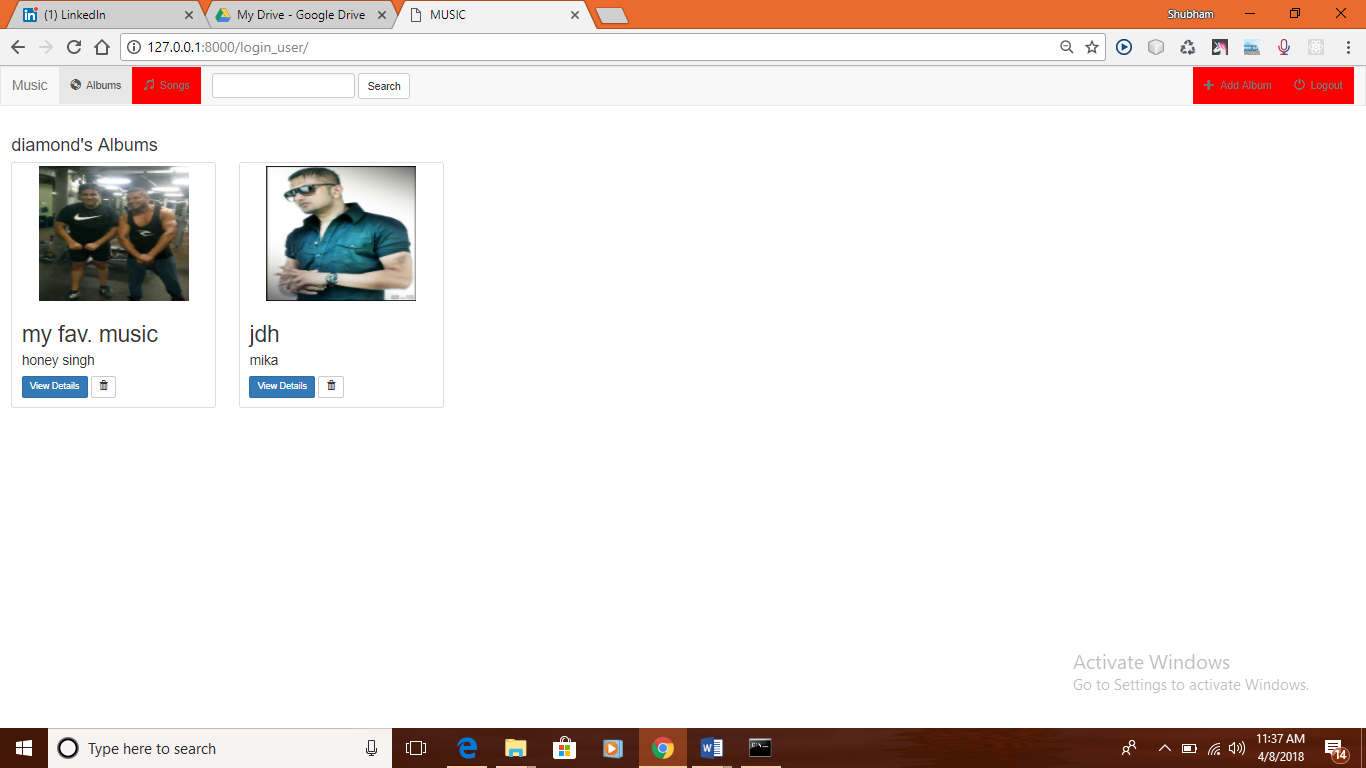 (1) LinkedIn
My Drive - Google Drive
MUSIC
Shubham
127.0.0.1:8000/login_user/
Music
Albums
Songs
Search
Add Album
Logout
diamond's Albums
my fav. music
honey singh
View Details
jdh
mika
View Details
Activate Windows
Go to Settings to activate Windows.
Type here to search
11:37 AM
4/8/2018
14